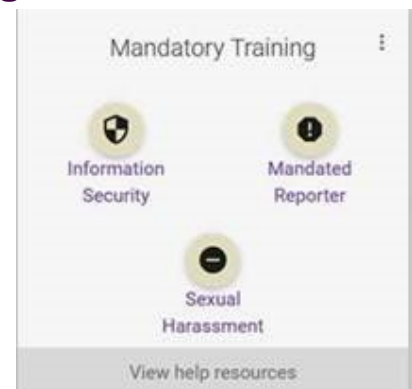 Mandatory Training
Information
Security
Mandated
Reporter
Sexual
Harassment
View help resources